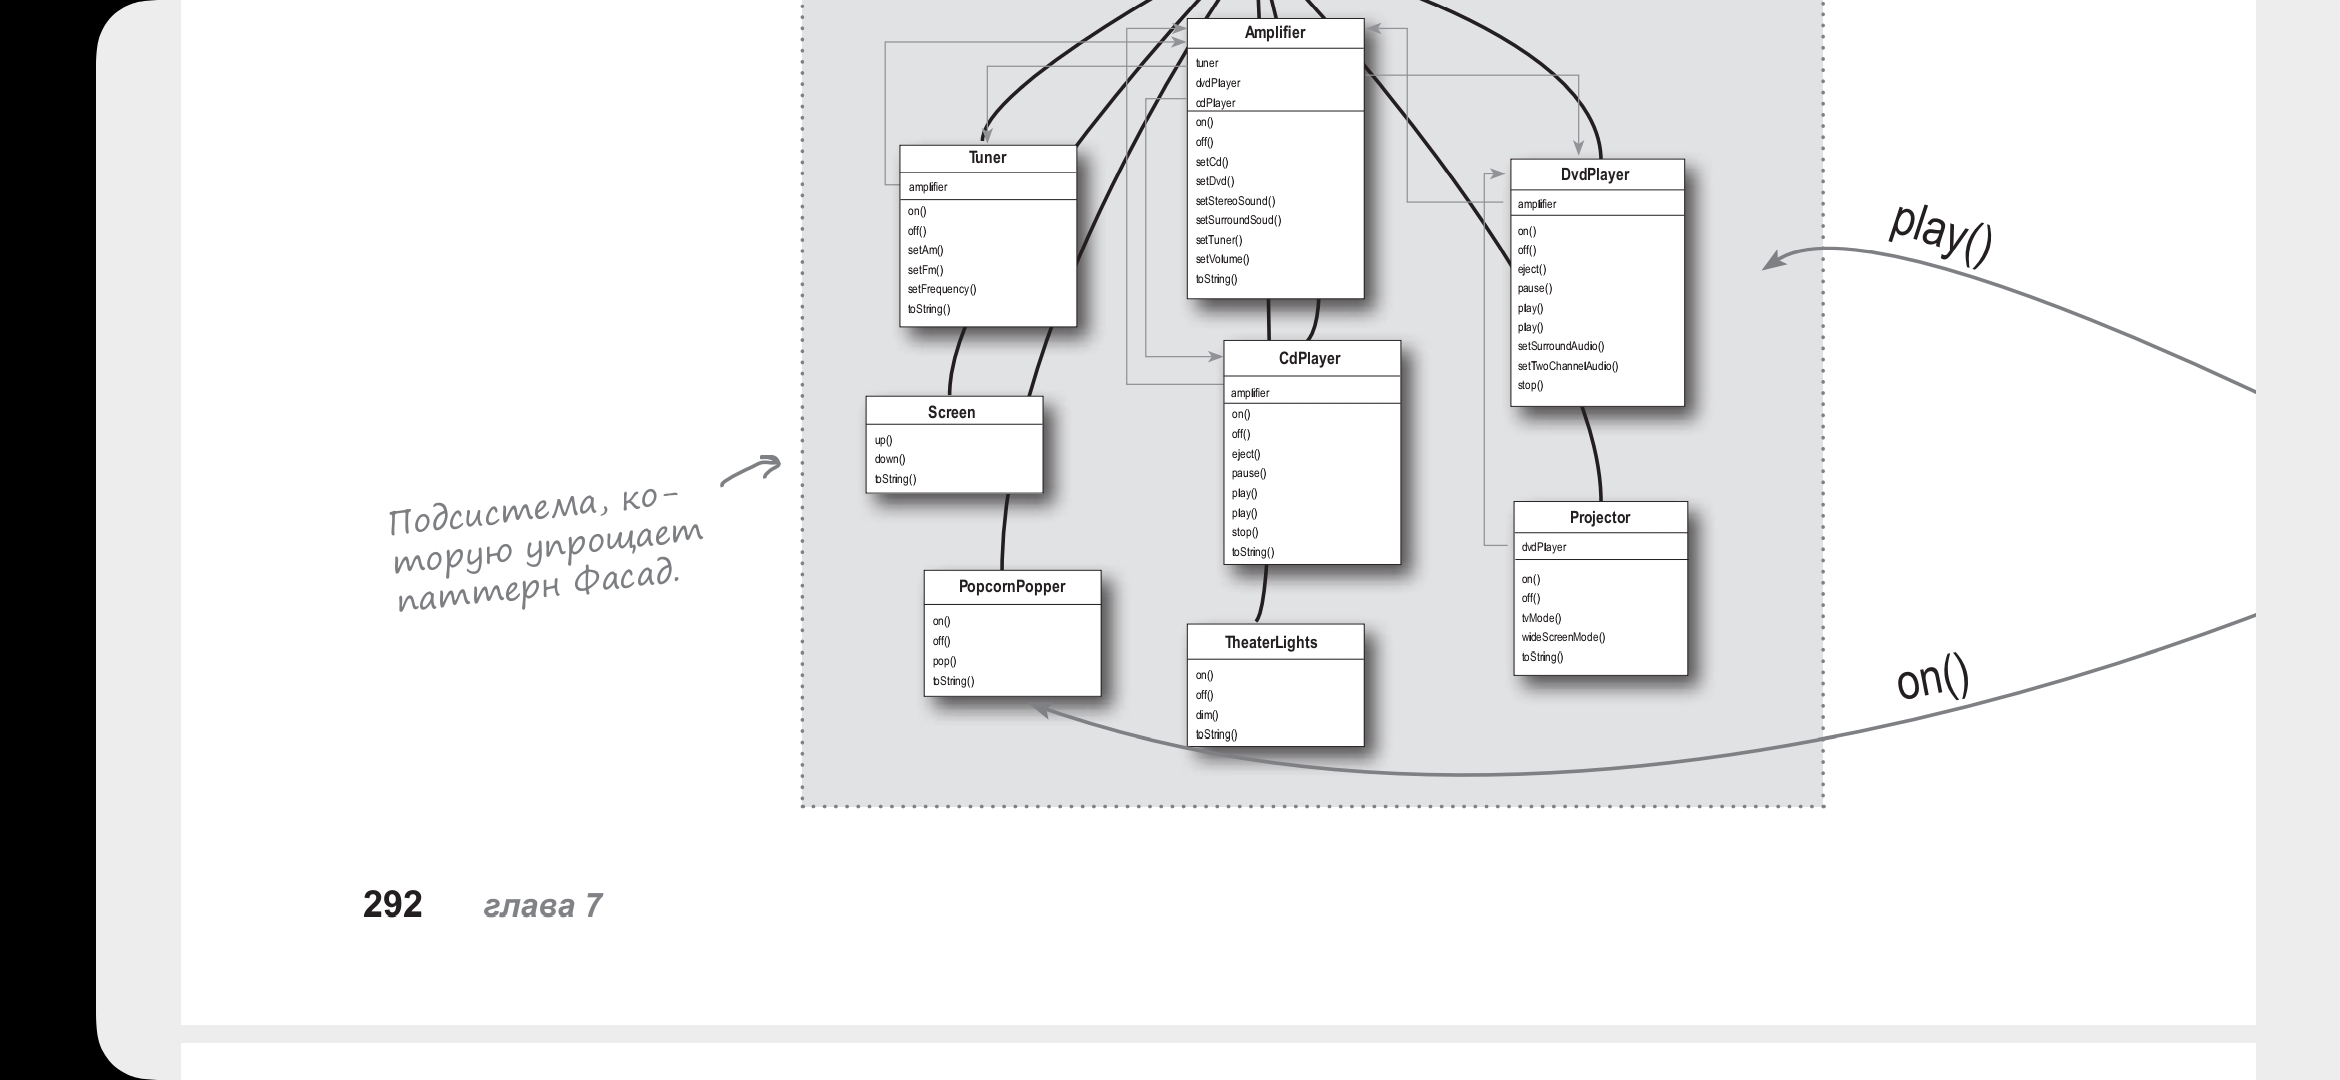 Amplifier
tuner
dvdPlayer
cdPlayer
on()
off()
setCd()
setDvd()
setStereoSound()
setSurroundSoud()
setTuner()
setVolume()
toString()
Tuner
amplifier
on()
off()
setAm()
setFm()
setFrequency()
toString()
DvdPlayer
amplifier
on()
off()
eject()
pause()
play()
play()
setSurroundAudio()
setTwoChannelAudio()
stop()
play()
CdPlayer
amplifier
on()
off()
eject()
pause()
play()
play()
stop()
toString()
Screen
up()
down()
toString()
Подсистема, ко-
торую упрощает
паттерн Фасад.
Projector
dvdPlayer
on()
off()
tvMode()
wideScreenMode()
toString()
PopcornPopper
on()
off()
pop()
toString()
TheaterLights
on()
off()
dim()
toString()
on()
292 глава 7